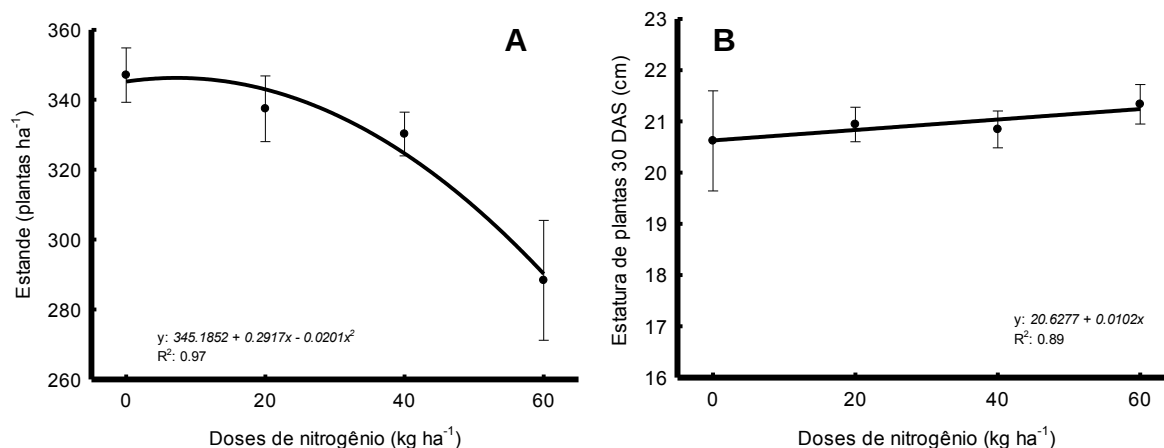 A
Estande (plantas ha⁻¹)
360
340
320
300
280
260
y: 345.1852 + 0.2917x - 0.0201x²
R²: 0.97
0
20
40
60
Doses de nitrogênio (kg ha⁻¹)
B
Estatura de plantas 30 DAS (cm)
23
22
21
20
19
18
17
16
y: 20.6277 + 0.0102x
R²: 0.89
0
20
40
60
Doses de nitrogênio (kg ha⁻¹)